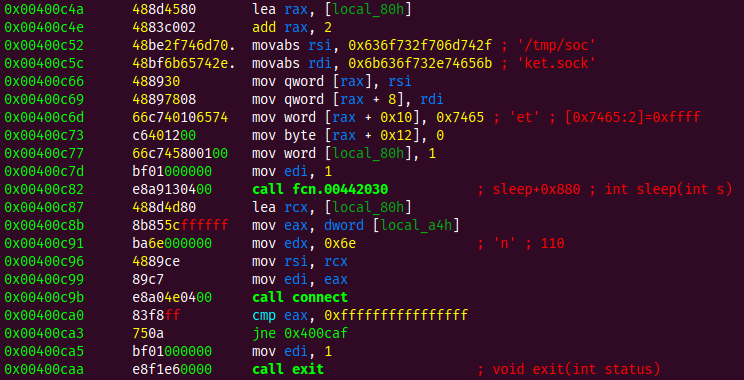 0x00400c4a 488d4580 lea rax, [local_80h]
0x00400c4e 4883c002 add rax, 2
0x00400c52 48be2f746d70. movabs rsi, 0x636f732f706d742f ; '/tmp/soc'
0x00400c5c 48bf6b65742e. movabs rdi, 0x6b636f732e74656b ; 'ket.sock'
0x00400c66 488930 mov qword [rax], rsi
0x00400c69 48897808 mov qword [rax + 8], rdi
0x00400c6d 66c740106574 mov word [rax + 0x10], 0x7465 ; 'et' ; [0x7465:2]=0xffff
0x00400c73 c6401200 mov byte [rax + 0x12], 0
0x00400c77 66c745800100 mov word [local_80h], 1
0x00400c7d bf01000000 mov edi, 1
0x00400c82 e8a9130400 call fcn.00442030 ; sleep+0x880 ; int sleep(int s)
0x00400c87 488d4d80 lea rcx, [local_80h]
0x00400c8b 8b855cffffff mov eax, dword [local_a4h]
0x00400c91 ba6e000000 mov edx, 0x6e ; 'n' ; 110
0x00400c96 4889ce mov rsi, rcx
0x00400c99 89c7 mov edi, eax
0x00400c9b e8a04e0400 call connect
0x00400ca0 83f8ff cmp eax, 0xffffffffffffffff
0x00400ca3 750a jne 0x400caf
0x00400ca5 bf01000000 mov edi, 1
0x00400caa e8f1e60000 call exit ; void exit(int status)